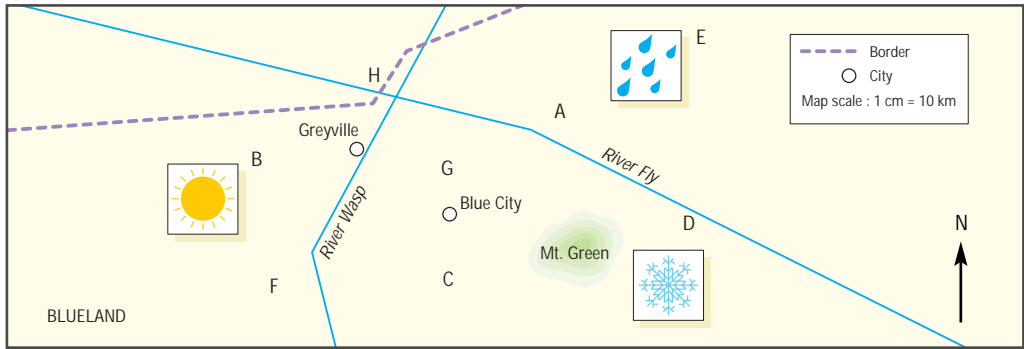 E
H
Border
City
Map scale : 1 cm = 10 km
A
Greyville
B
G
River Fly
River Wasp
Blue City
D
N
Mt. Green
F
C
BLUELAND